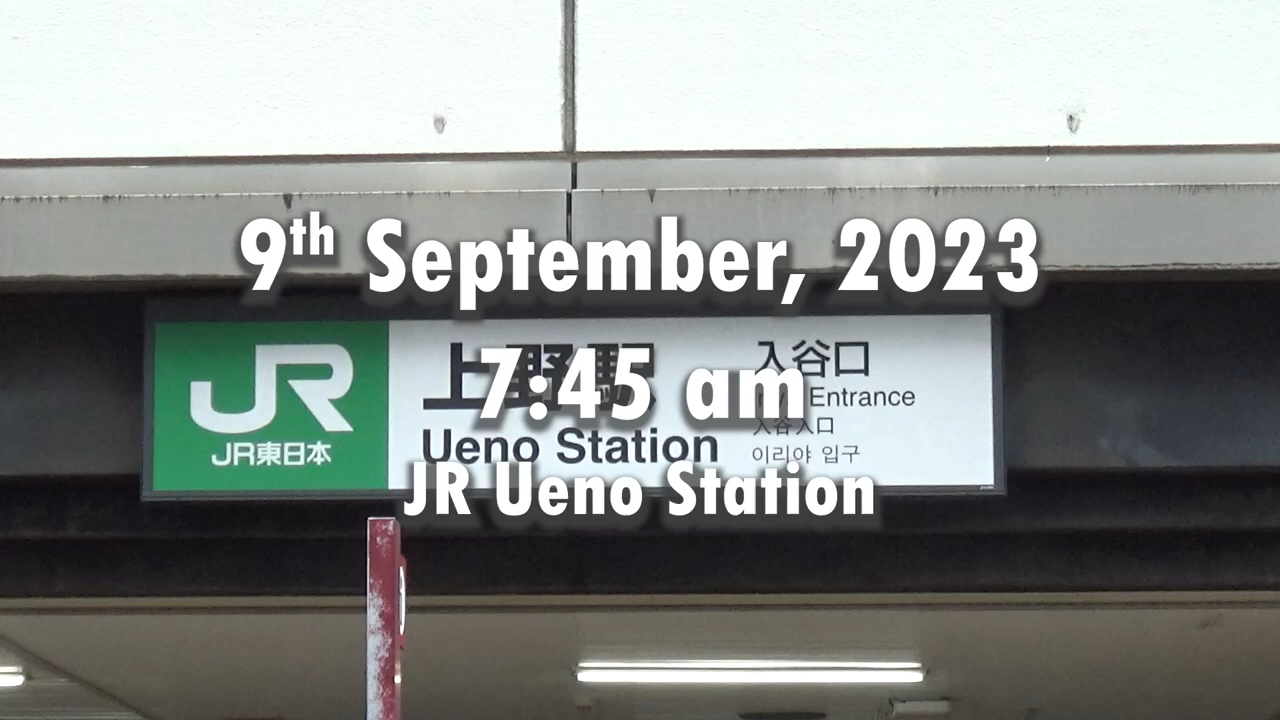 9th September, 2023
7:45 am
JR Ueno Station
JR
JR東日本
上野駅
Ueno Station
入谷口
Entrance
入谷入口
이리야 입구